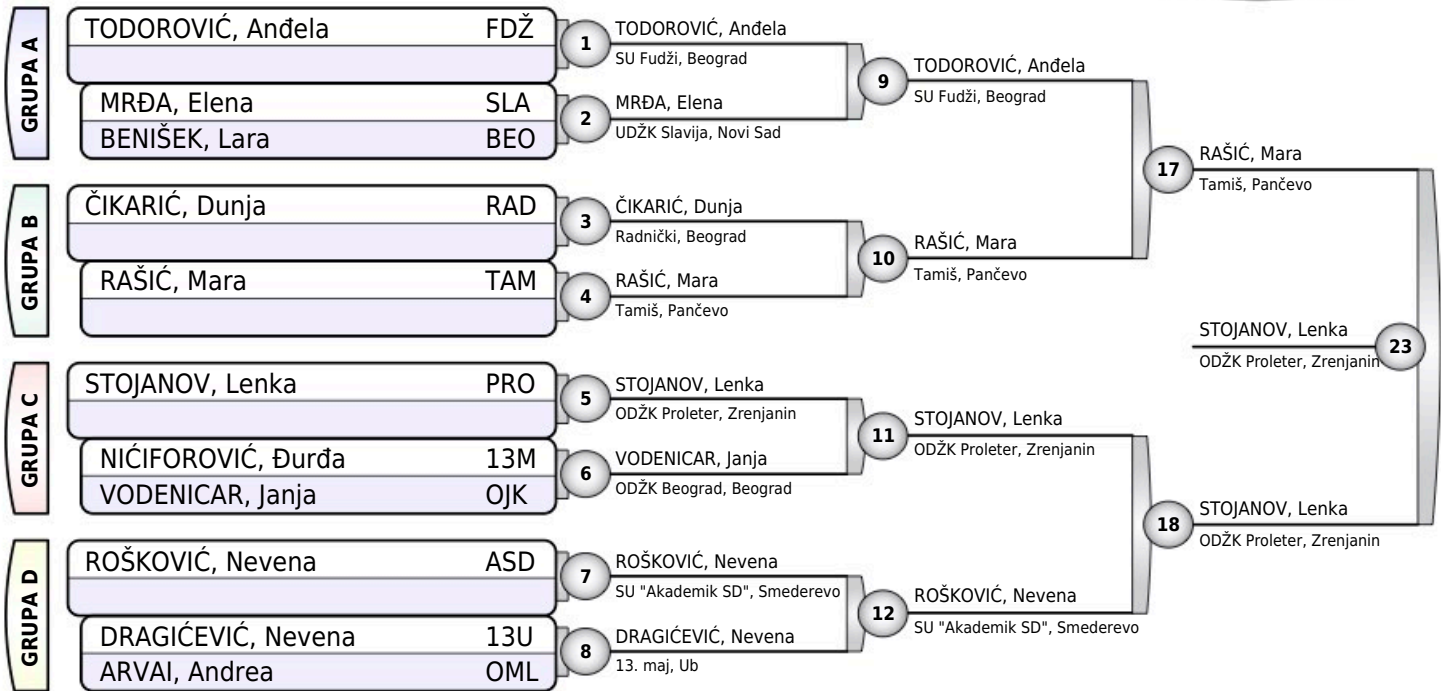 GRUPA A
TODOROVIĆ, Anđela FDŽ
MRĐA, Elena SLA
BENIŠEK, Lara BEO
GRUPA B
ČIKARIĆ, Dunja RAD
RAŠIĆ, Mara TAM
GRUPA C
STOJANOV, Lenka PRO
NIĆIFOROVIĆ, Đurđa 13M
VODENICAR, Janja OJK
GRUPA D
ROŠKOVIĆ, Nevena ASD
DRAGIĆEVIĆ, Nevena 13U
ARVAI, Andrea OML
1
TODOROVIĆ, Anđela
SU Fudži, Beograd
2
MRĐA, Elena
UDŽK Slavija, Novi Sad
3
ČIKARIĆ, Dunja
Radnički, Beograd
4
RAŠIĆ, Mara
Tamiš, Pančevo
5
STOJANOV, Lenka
ODŽK Proleter, Zrenjanin
6
VODENICAR, Janja
ODŽK Beograd, Beograd
7
ROŠKOVIĆ, Nevena
SU "Akademik SD", Smederevo
8
DRAGIĆEVIĆ, Nevena
13. maj, Ub
9
TODOROVIĆ, Anđela
SU Fudži, Beograd
10
RAŠIĆ, Mara
Tamiš, Pančevo
11
STOJANOV, Lenka
ODŽK Proleter, Zrenjanin
12
ROŠKOVIĆ, Nevena
SU "Akademik SD", Smederevo
17
RAŠIĆ, Mara
Tamiš, Pančevo
18
STOJANOV, Lenka
ODŽK Proleter, Zrenjanin
STOJANOV, Lenka
ODŽK Proleter, Zrenjanin
23